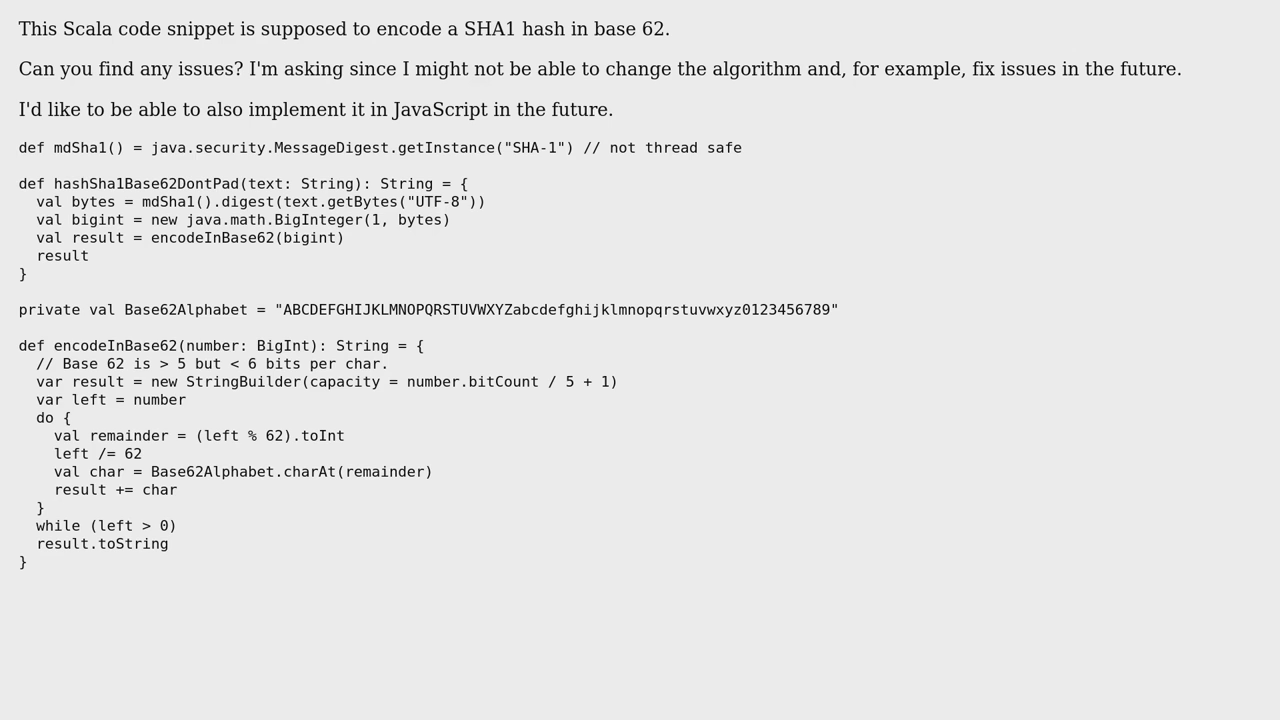 This Scala code snippet is supposed to encode a SHA1 hash in base 62.
Can you find any issues? I'm asking since I might not be able to change the algorithm and, for example, fix issues in the future.
I'd like to be able to also implement it in JavaScript in the future.
def mdSha1() = java.security.MessageDigest.getInstance("SHA-1") // not thread safe
def hashSha1Base62DontPad(text: String): String = {
  val bytes = mdSha1().digest(text.getBytes("UTF-8"))
  val bigint = new java.math.BigInteger(1, bytes)
  val result = encodeInBase62(bigint)
  result
}
private val Base62Alphabet = "ABCDEFGHIJKLMNOPQRSTUVWXYZabcdefghijklmnopqrstuvwxyz0123456789"
def encodeInBase62(number: BigInt): String = {
  // Base 62 is > 5 but < 6 bits per char.
  var result = new StringBuilder(capacity = number.bitCount / 5 + 1)
  var left = number
  do {
    val remainder = (left % 62).toInt
    left /= 62
    val char = Base62Alphabet.charAt(remainder)
    result += char
  }
  while (left > 0)
  result.toString
}